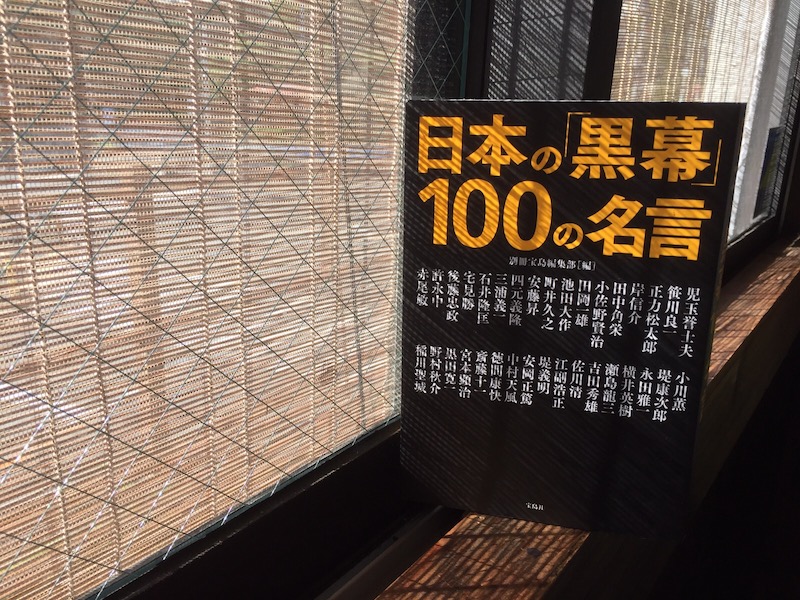 日本の「黒幕」
100の名言
別冊宝島編集部[編]
児玉誉士夫
笹川良一
正力松太郎
岸信介
田中角栄
小佐野賢治
田岡一雄
池田大作
町井久之
安藤昇
四元義隆
三浦義一
石井隆匡
宅見勝
後藤忠政
許永中
赤尾敏
小川薫
堤康次郎
永田雅一
横井英樹
瀬島龍三
吉田秀雄
佐川清
江副浩正
堤義明
安岡正篤
中村天風
徳間康快
斎藤十一
宮本顕治
黒田寛一
野村秋介
稲川聖城
宝島社